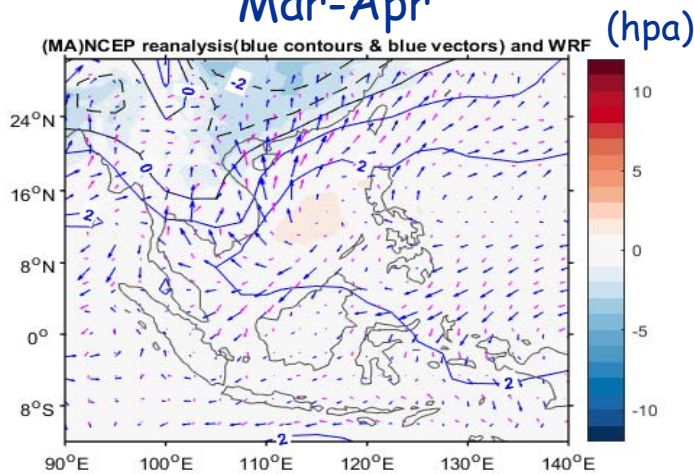 Mar-Apr
(hpa)
(MA)NCEP reanalysis(blue contours & blue vectors) and WRF
10
5
0
-5
-10
24°N
16°N
8°N
0°
8°S
90°E 100°E 110°E 120°E 130°E 140°E
-2
0
0
2
2
2
2